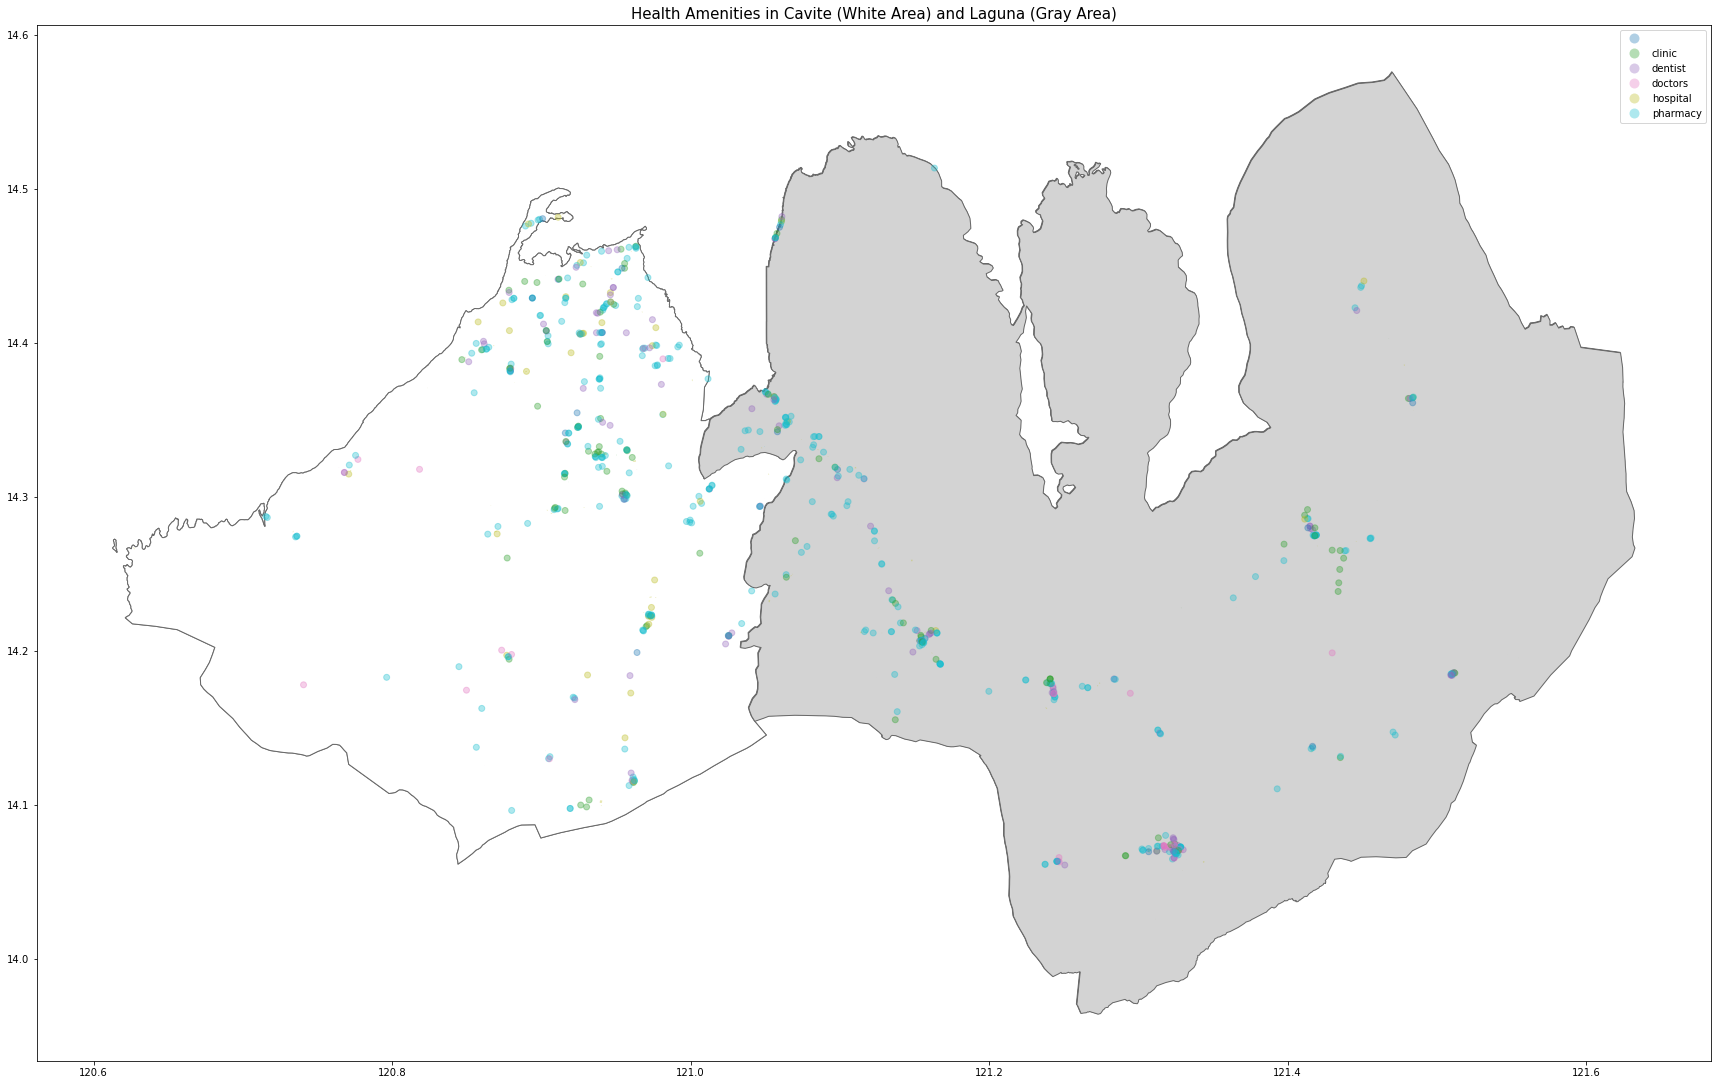 Health Amenities in Cavite (White Area) and Laguna (Gray Area)
clinic
dentist
doctors
hospital
pharmacy
14.6
14.5
14.4
14.3
14.2
14.1
14.0
120.6 120.8 121.0 121.2 121.4 121.6